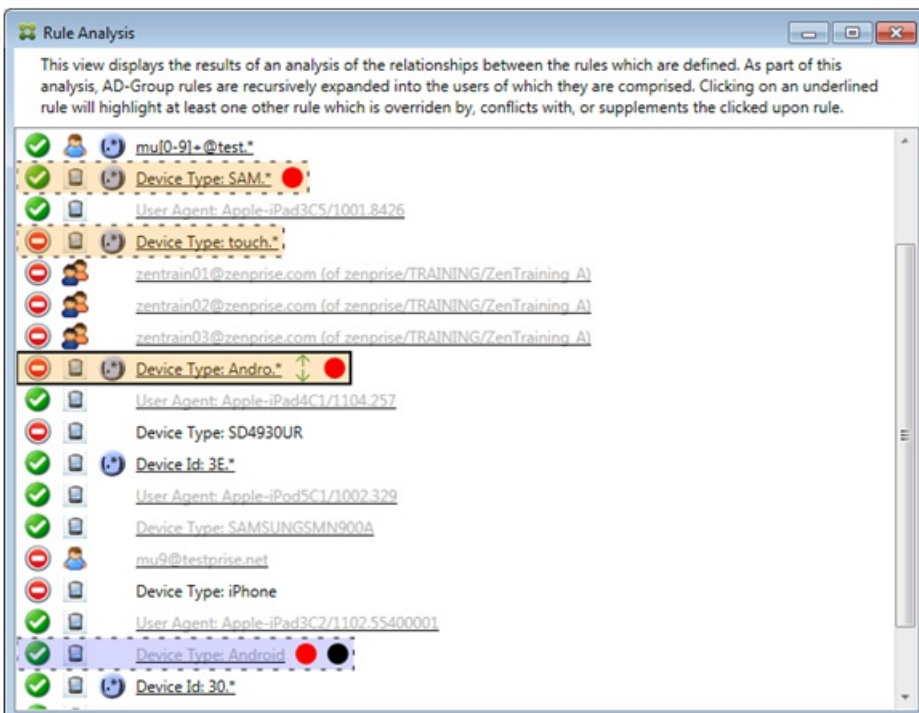 Rule Analysis
This view displays the results of an analysis of the relationships between the rules which are defined. As part of this
analysis, AD-Group rules are recursively expanded into the users of which they are comprised. Clicking on an underlined
rule will highlight at least one other rule which is overriden by, conflicts with, or supplements the clicked upon rule.
(.*) mu[0-9]+@test.*
(.*) Device Type: SAM.*
User Agent: Apple-iPad3C5/1001.8426
(.*) Device Type: touch.*
zentrain01@zenprise.com (of zenprise/TRAINING/ZenTraining_A)
zentrain02@zenprise.com (of zenprise/TRAINING/ZenTraining_A)
zentrain03@zenprise.com (of zenprise/TRAINING/ZenTraining_A)
(.*) Device Type: Andro.*
User Agent: Apple-iPad4C1/1104.257
Device Type: SD4930UR
(.*) Device Id: 3E.*
User Agent: Apple-iPod5C1/1002.329
Device Type: SAMSUNGSMN900A
mu9@testprise.net
Device Type: iPhone
User Agent: Apple-iPad3C2/1102.55400001
Device Type: Android
(.*) Device Id: 30.*